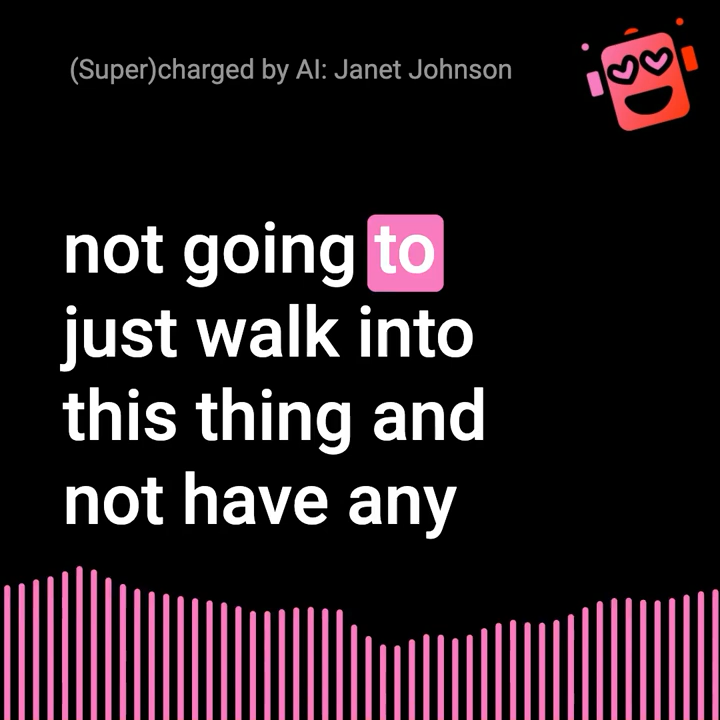 (Super)charged by AI: Janet Johnson
not going to
just walk into
this thing and
not have any